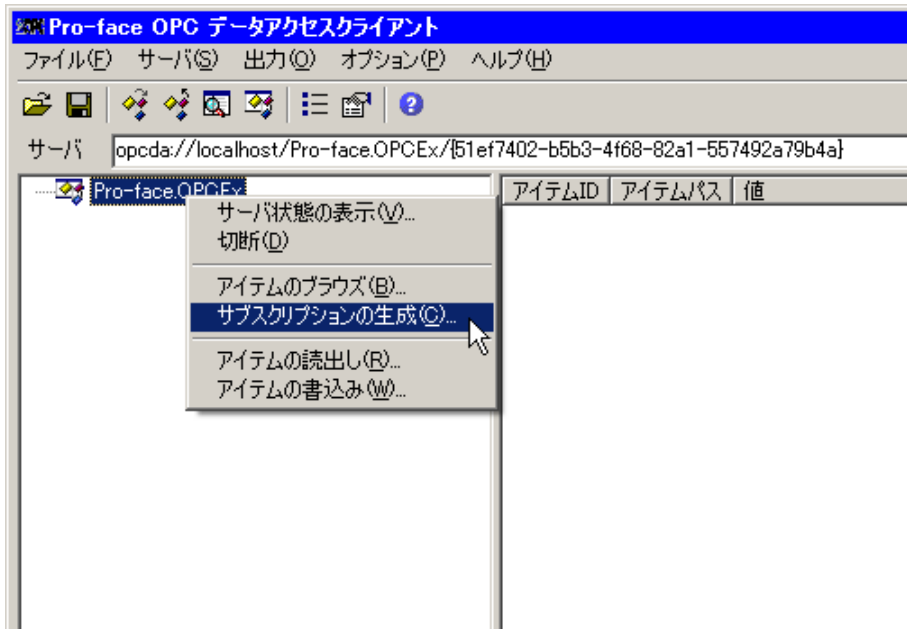 Pro-face OPC データアクセスクライアント
ファイル(F) サーバ(S) 出力(O) オプション(P) ヘルプ(H)
サーバ opcda://localhost/Pro-face.OPCEx/{51ef7402-b5b3-4f68-82a1-557492a79b4a}
Pro-face.OPCEx
アイテムID アイテムパス 値
サーバ状態の表示(V)...
切断(D)
アイテムのブラウズ(B)...
サブスクリプションの生成(C)...
アイテムの読出し(R)...
アイテムの書込み(W)...